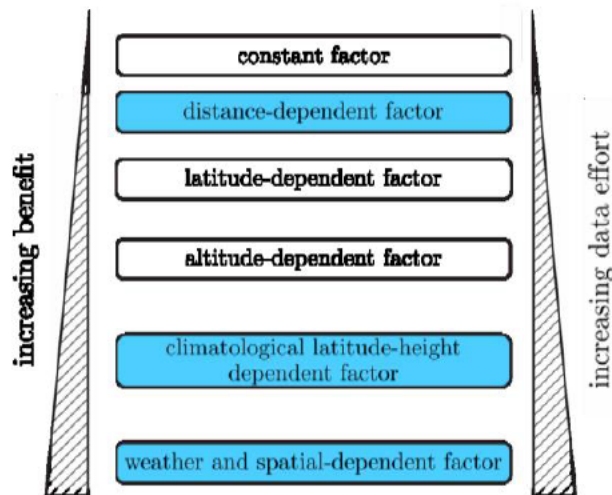 constant factor
distance-dependent factor
latitude-dependent factor
altitude-dependent factor
climatological latitude-height
dependent factor
weather and spatial-dependent factor
increasing benefit
increasing data effort